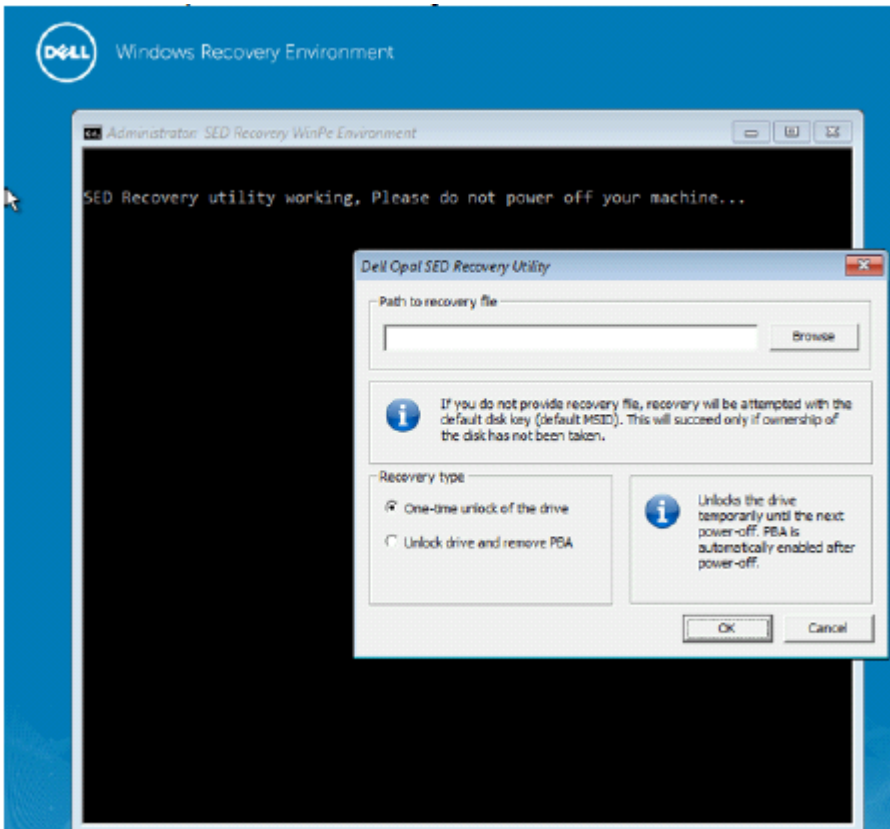 DELL
Windows Recovery Environment
Administrator: SED Recovery WinPe Environment
SED Recovery utility working, Please do not power off your machine...
Dell Opal SED Recovery Utility
Path to recovery file
Browse
If you do not provide recovery file, recovery will be attempted with the
default disk key (default MSID). This will succeed only if ownership of
the disk has not been taken.
Recovery type
One-time unlock of the drive
Unlock drive and remove PBA
Unlocks the drive
temporarily until the next
power-off. PBA is
automatically enabled after
power-off.
OK
Cancel